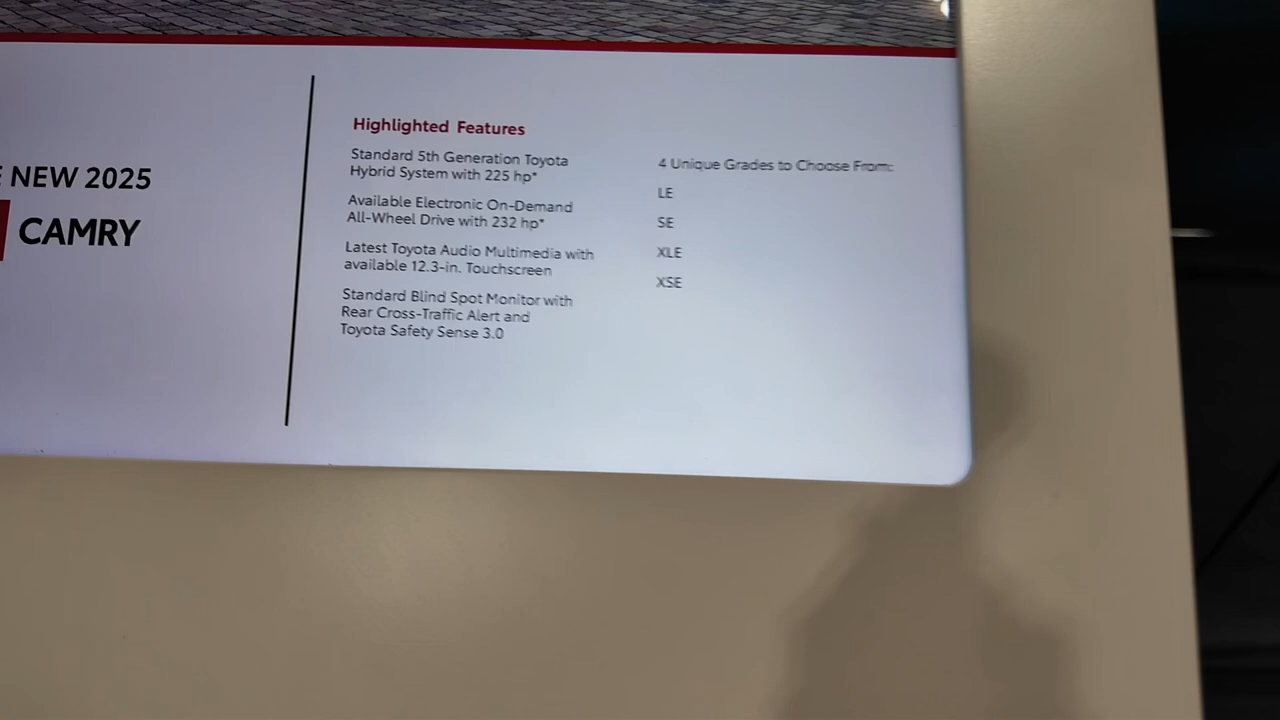 NEW 2025
CAMRY
Highlighted Features
Standard 5th Generation Toyota
Hybrid System with 225 hp*
Available Electronic On-Demand
All-Wheel Drive with 232 hp*
Latest Toyota Audio Multimedia with
available 12.3-in. Touchscreen
Standard Blind Spot Monitor with
Rear Cross-Traffic Alert and
Toyota Safety Sense 3.0
4 Unique Grades to Choose From:
LE
SE
XLE
XSE